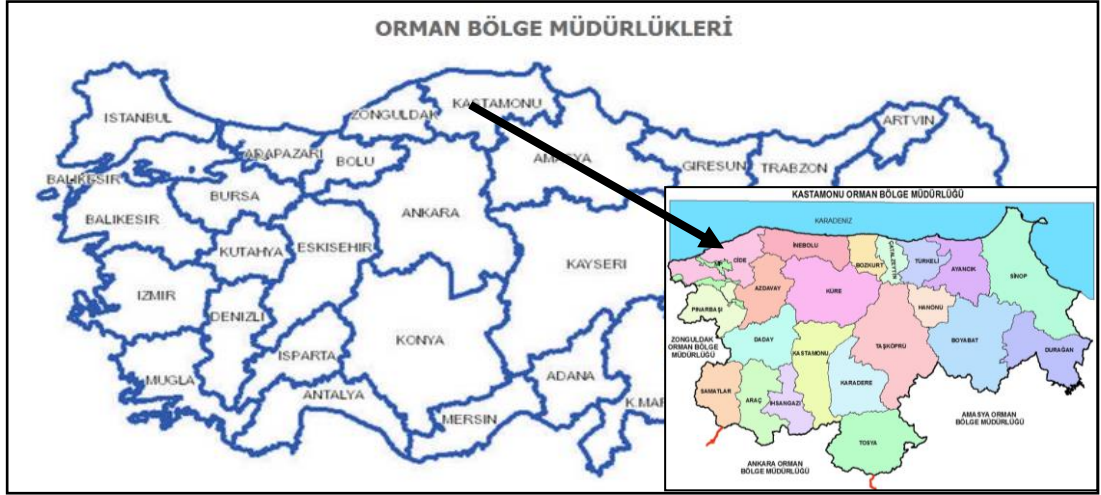 ORMAN BÖLGE MÜDÜRLÜKLERİ
ISTANBUL
ZONGULDAK
KASTAMONU
ARTVIN
ADAPAZARI
BOLU
AMASYA
GIRESUN
TRABZON
BALIKESIR
BURSA
BALIKESIR
ANKARA
KUTAHYA
ESKISEHIR
KAYSERI
IZMIR
DENIZLI
KONYA
ISPARTA
MUGLA
ANTALYA
ADANA
MERSIN
K.MAR
KASTAMONU ORMAN BÖLGE MÜDÜRLÜĞÜ
KARADENİZ
CİDE
İNEBOLU
BOZKURT
ÇATALZEYTİN
TÜRKELİ
AYANCIK
SİNOP
AZDAVAY
KÜRE
HANÖNÜ
PINARBAŞI
ZONGULDAK
ORMAN BÖLGE
MÜDÜRLÜĞÜ
DADAY
KASTAMONU
TAŞKÖPRÜ
BOYABAT
DURAĞAN
SAMATLAR
ARAÇ
İHSANGAZİ
KARADERE
AMASYA ORMAN
BÖLGE MÜDÜRLÜĞÜ
TOSYA
ANKARA ORMAN
BÖLGE MÜDÜRLÜĞÜ